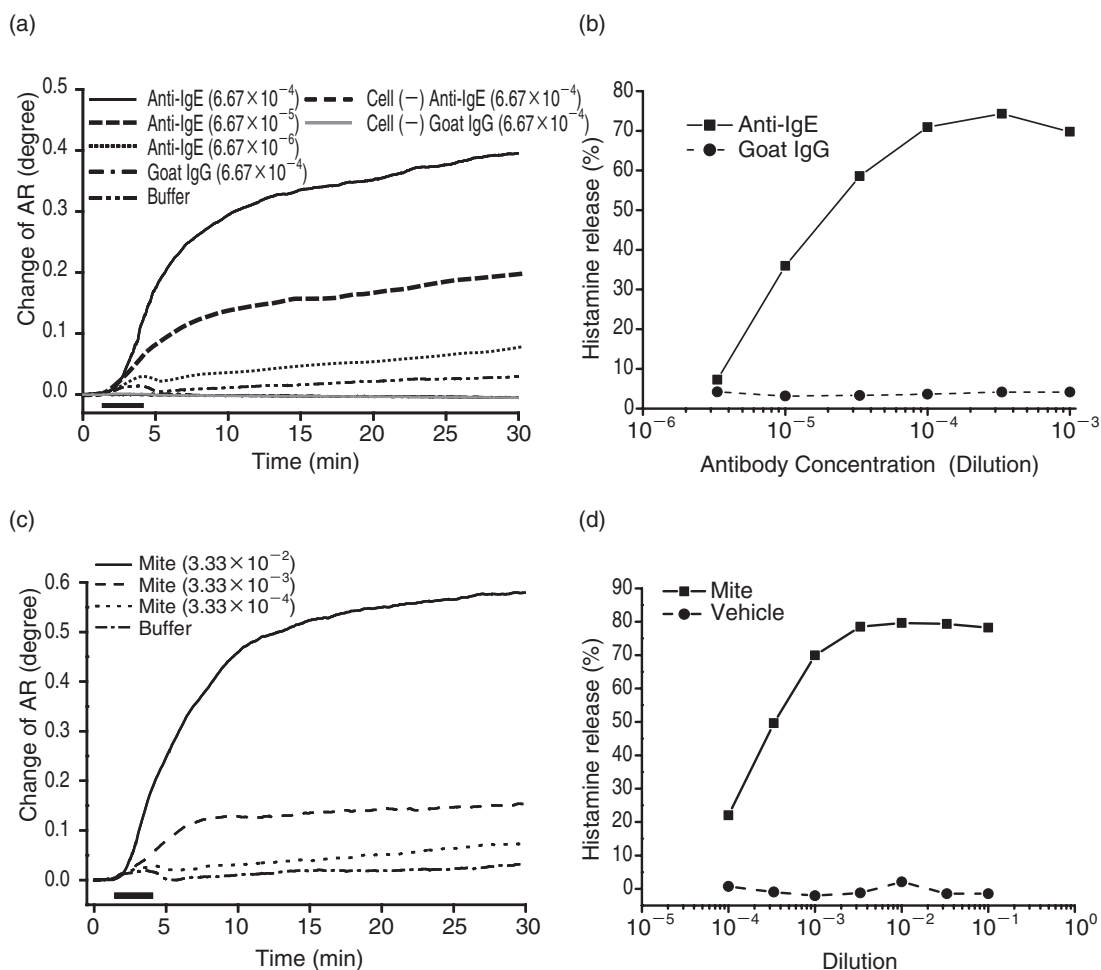 (a)
Change of AR (degree)
0.5
0.4
0.3
0.2
0.1
0.0
Anti-IgE (6.67×10−4)
Anti-IgE (6.67×10−5)
Anti-IgE (6.67×10−6)
Goat IgG (6.67×10−4)
Buffer
Cell (−) Anti-IgE (6.67×10−4)
Cell (−) Goat IgG (6.67×10−4)
0 5 10 15 20 25 30
Time (min)
(b)
Histamine release (%)
80
70
60
50
40
30
20
10
0
Anti-IgE
Goat IgG
10−6 10−5 10−4 10−3
Antibody Concentration (Dilution)
(c)
Change of AR (degree)
0.6
0.5
0.4
0.3
0.2
0.1
0.0
Mite (3.33×10−2)
Mite (3.33×10−3)
Mite (3.33×10−4)
Buffer
0 5 10 15 20 25 30
Time (min)
(d)
Histamine release (%)
90
80
70
60
50
40
30
20
10
0
Mite
Vehicle
10−5 10−4 10−3 10−2 10−1 100
Dilution